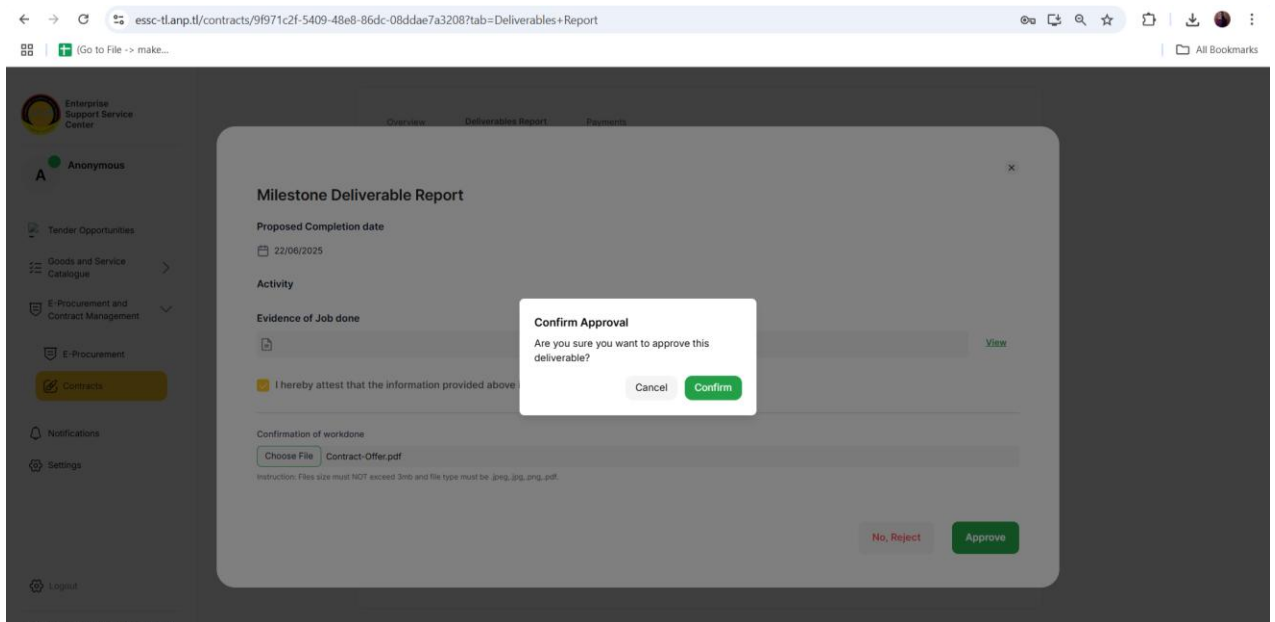 essc-tl.anp.tl/contracts/9f971c2f-5409-48e8-86dc-08ddae7a3208?tab=Deliverables+Report
(Go to File -> make...
All Bookmarks
Enterprise
Support Service
Center
Overview
Deliverables Report
Payments
A
Anonymous
Tender Opportunities
Goods and Service
Catalogue
E-Procurement and
Contract Management
E-Procurement
Contracts
Notifications
Settings
Logout
Milestone Deliverable Report
Proposed Completion date
22/06/2025
Activity
Evidence of Job done
View
I hereby attest that the information provided above
Confirm Approval
Are you sure you want to approve this
deliverable?
Cancel
Confirm
Confirmation of workdone
Choose File
Contract-Offer.pdf
Instruction: Files size must NOT exceed 3mb and file type must be .jpeg,.jpg,.png,.pdf.
No, Reject
Approve